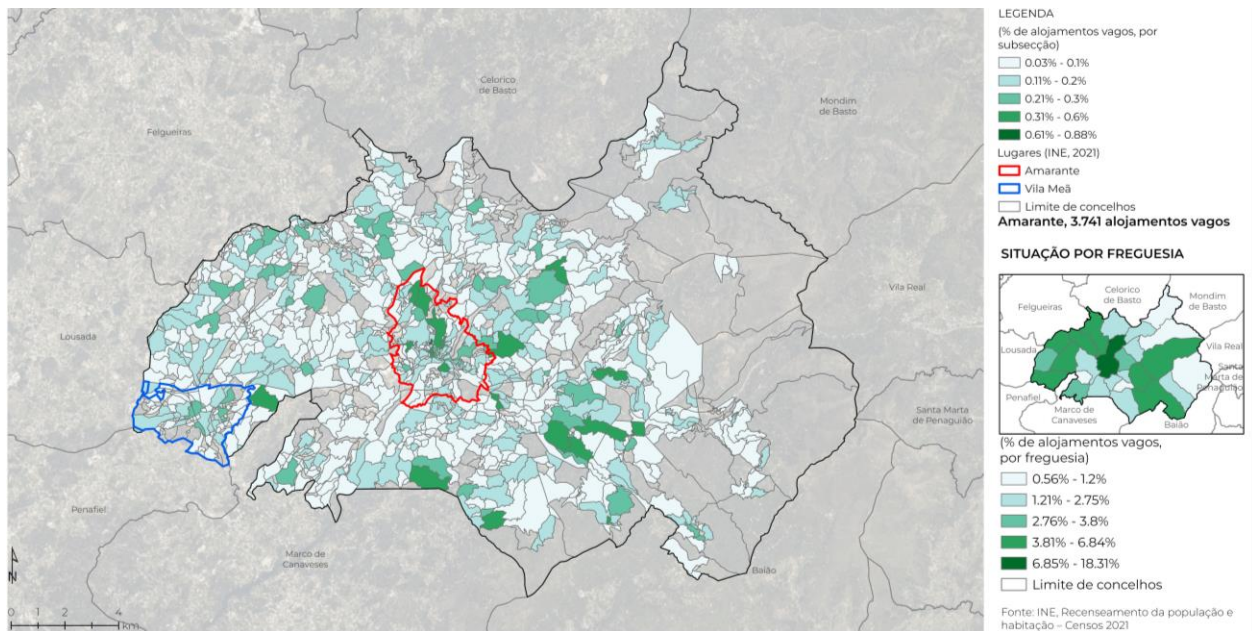 Celorico
de Basto
Mondim
de Basto
Felgueiras
Vila Real
Lousada
Santa Marta
de Penaguião
Penafiel
Marco de
Canaveses
Baião
N
0 1 2 4
km
LEGENDA
(% de alojamentos vagos, por
subsecção)
0.03% - 0.1%
0.11% - 0.2%
0.21% - 0.3%
0.31% - 0.6%
0.61% - 0.88%
Lugares (INE, 2021)
Amarante
Vila Meã
Limite de concelhos
Amarante, 3.741 alojamentos vagos
SITUAÇÃO POR FREGUESIA
Celorico
de Basto
Mondim
de Basto
Felgueiras
Lousada
Vila Real
Santa
Marta de
Penaguião
Penafiel
Marco de
Canaveses
Baião
(% de alojamentos vagos,
por freguesia)
0.56% - 1.2%
1.21% - 2.75%
2.76% - 3.8%
3.81% - 6.84%
6.85% - 18.31%
Limite de concelhos
Fonte: INE, Recenseamento da população e
habitação – Censos 2021